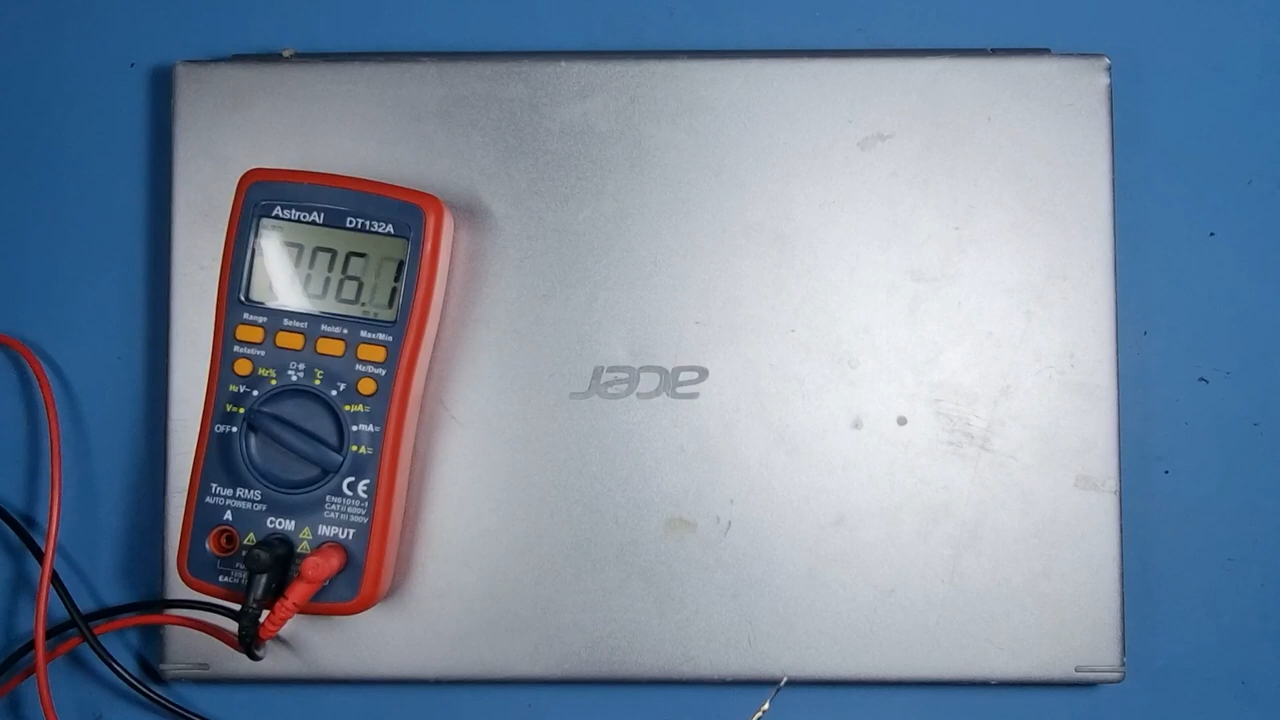 AstroAI DT132A
Range Select Hold/ Max/Min
Relative Hz/Duty
Hz% °C °F
Hz V~ µA
V mA
OFF A
acer
True RMS
AUTO POWER OFF
CE
EN61010-1
CAT II 600V
CAT III 300V
A COM INPUT